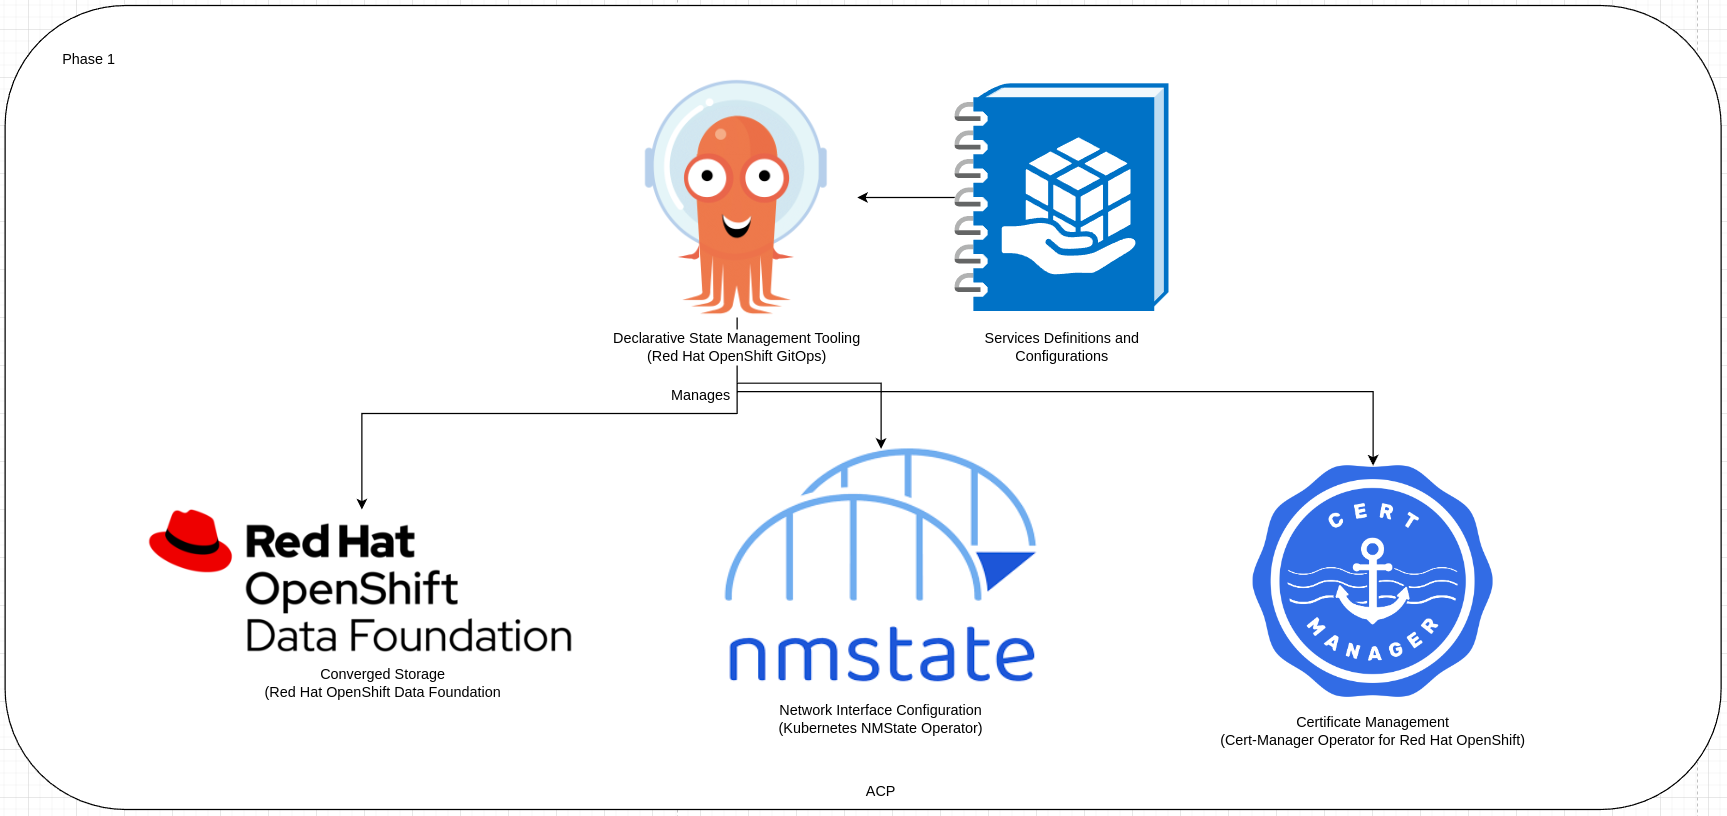 Phase 1
Declarative State Management Tooling
(Red Hat OpenShift GitOps)
Services Definitions and
Configurations
Manages
Red Hat
OpenShift
Data Foundation
Converged Storage
(Red Hat OpenShift Data Foundation
nmstate
Network Interface Configuration
(Kubernetes NMState Operator)
CERT
MANAGER
Certificate Management
(Cert-Manager Operator for Red Hat OpenShift)
ACP